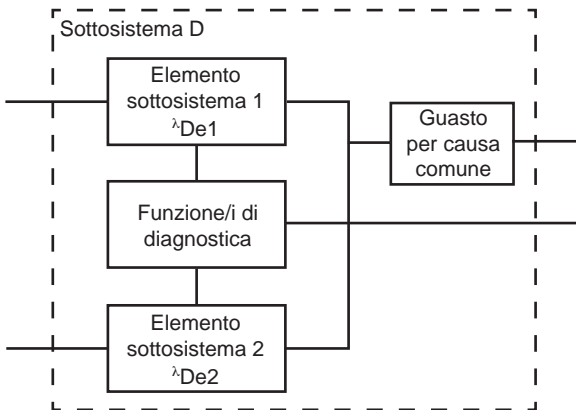 Sottosistema D
Elemento
sottosistema 1
λDe1
Guasto
per causa
comune
Funzione/i di
diagnostica
Elemento
sottosistema 2
λDe2